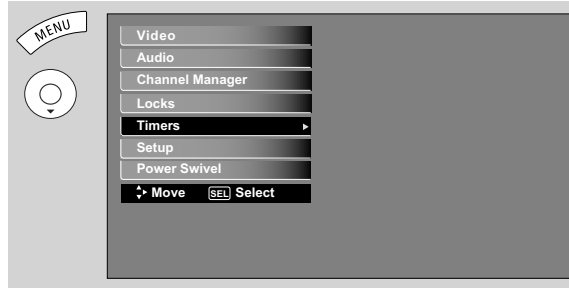 MENU
Video
Audio
Channel Manager
Locks
Timers
Setup
Power Swivel
Move SEL Select